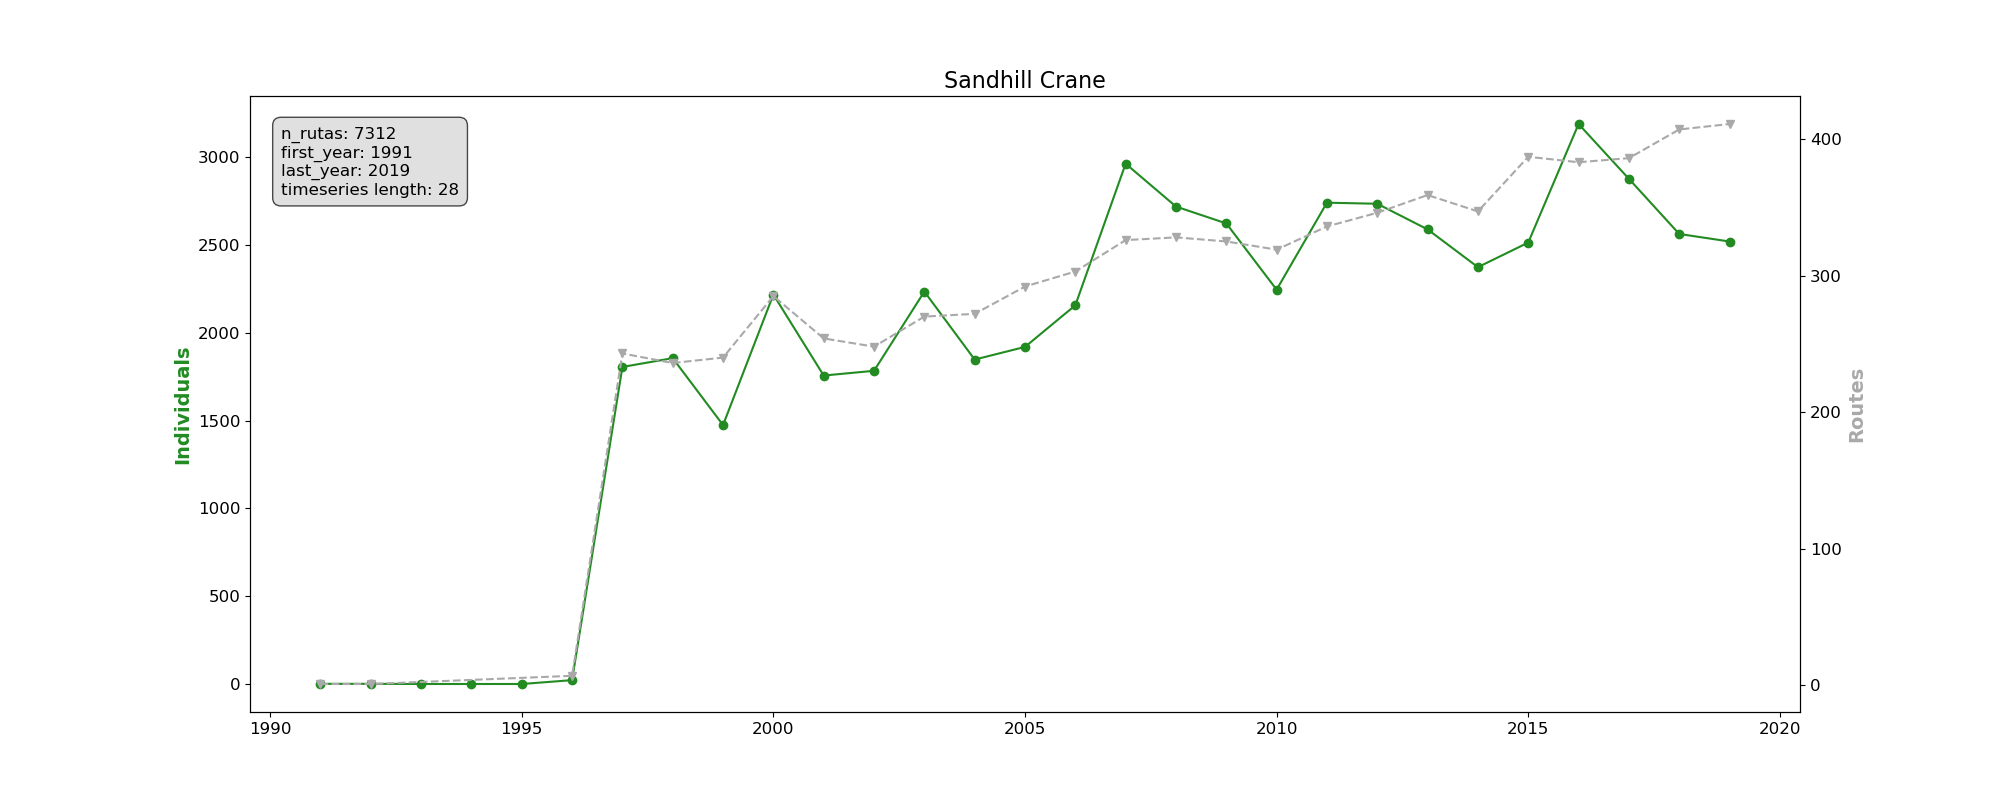 Sandhill Crane
n_rutas: 7312
first_year: 1991
last_year: 2019
timeseries length: 28
Individuals
3000
2500
2000
1500
1000
500
0
400
300
200
100
0
Routes
1990 1995 2000 2005 2010 2015 2020